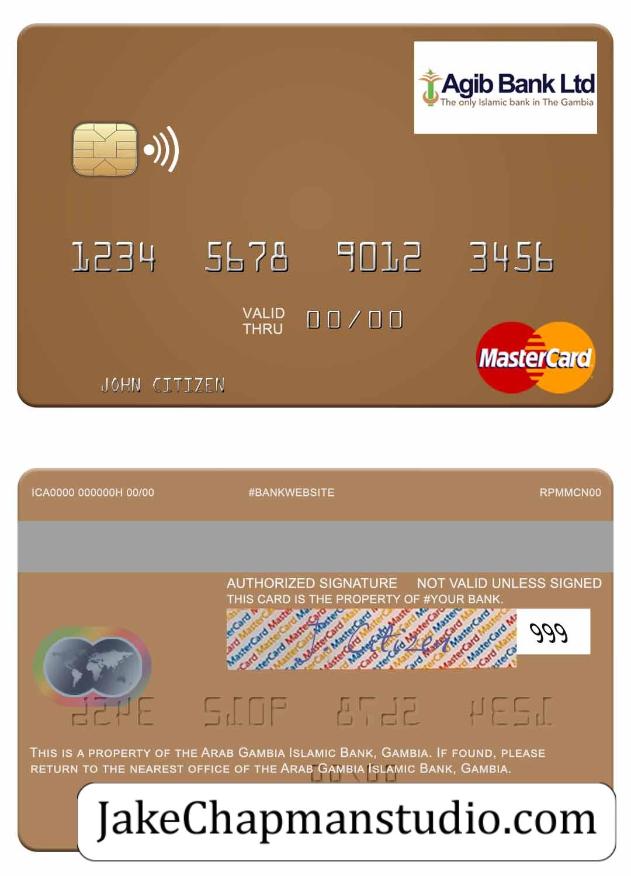 Agib Bank Ltd
The only Islamic bank in The Gambia
1234 5678 9012 3456
VALID THRU 00/00
MasterCard
JOHN CITIZEN
ICA0000 000000H 00/00 #BANKWEBSITE RPMMCN00
AUTHORIZED SIGNATURE NOT VALID UNLESS SIGNED
THIS CARD IS THE PROPERTY OF #YOUR BANK.
J. Citizen
999
THIS IS A PROPERTY OF THE ARAB GAMBIA ISLAMIC BANK, GAMBIA. IF FOUND, PLEASE
RETURN TO THE NEAREST OFFICE OF THE ARAB GAMBIA ISLAMIC BANK, GAMBIA.
JakeChapmanstudio.com